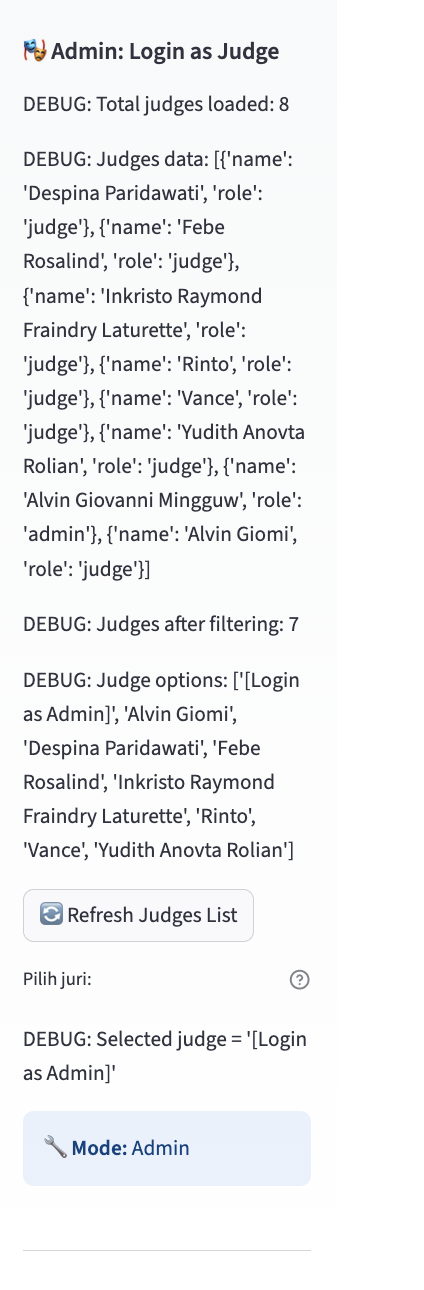 🎭 Admin: Login as Judge
DEBUG: Total judges loaded: 8
DEBUG: Judges data: [{'name':
'Despina Paridawati', 'role':
'judge'}, {'name': 'Febe
Rosalind', 'role': 'judge'},
{'name': 'Inkristo Raymond
Fraindry Laturette', 'role':
'judge'}, {'name': 'Rinto', 'role':
'judge'}, {'name': 'Vance', 'role':
'judge'}, {'name': 'Yudith Anovta
Rolian', 'role': 'judge'}, {'name':
'Alvin Giovanni Mingguw', 'role':
'admin'}, {'name': 'Alvin Giomi',
'role': 'judge'}]
DEBUG: Judges after filtering: 7
DEBUG: Judge options: ['[Login
as Admin]', 'Alvin Giomi',
'Despina Paridawati', 'Febe
Rosalind', 'Inkristo Raymond
Fraindry Laturette', 'Rinto',
'Vance', 'Yudith Anovta Rolian']
🔄 Refresh Judges List
Pilih juri:
DEBUG: Selected judge = '[Login
as Admin]'
🔧 Mode: Admin